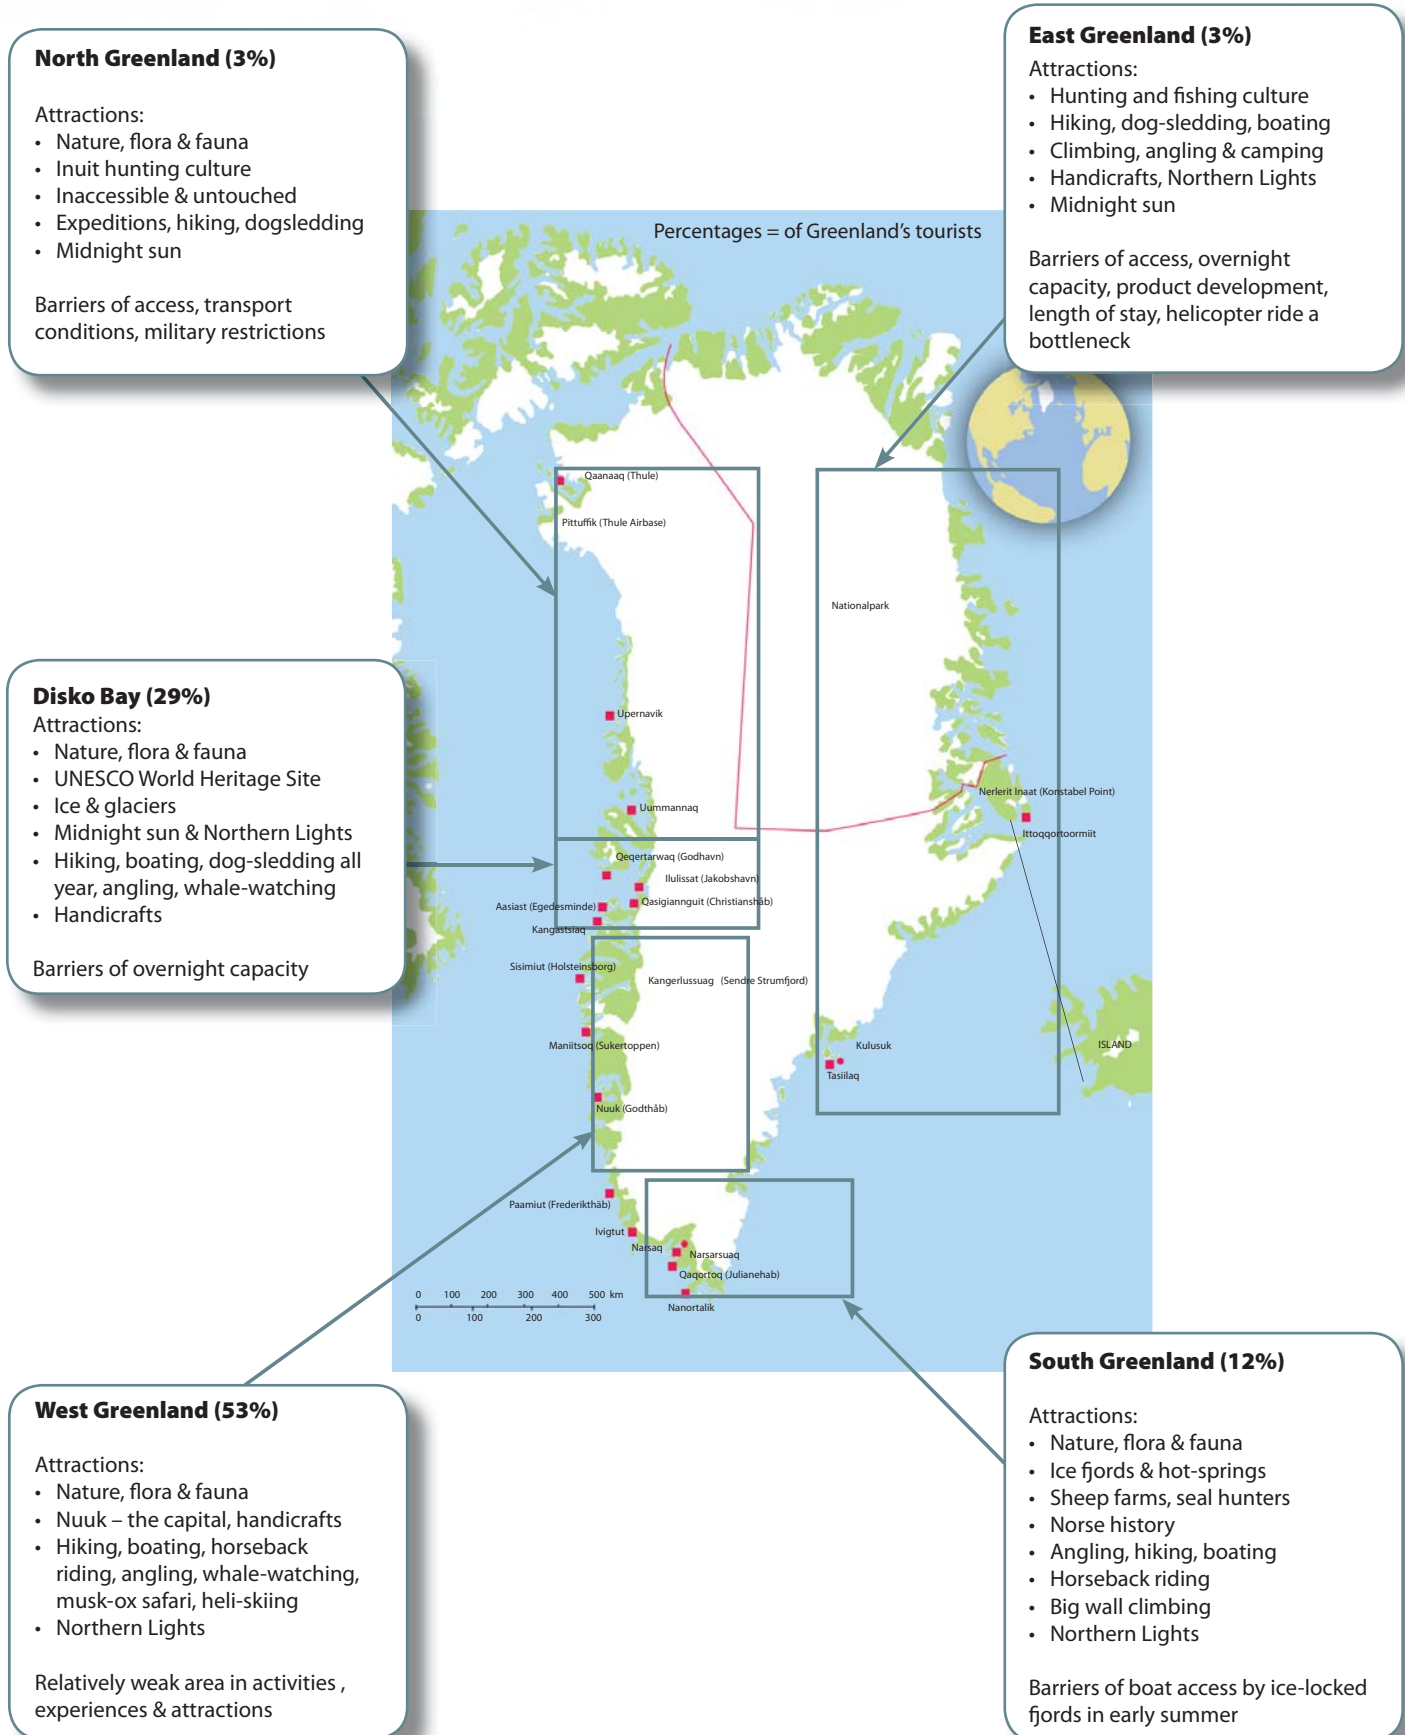 North Greenland (3%)
Attractions:
• Nature, flora & fauna
• Inuit hunting culture
• Inaccessible & untouched
• Expeditions, hiking, dogsledding
• Midnight sun
Barriers of access, transport
conditions, military restrictions
East Greenland (3%)
Attractions:
• Hunting and fishing culture
• Hiking, dog-sledding, boating
• Climbing, angling & camping
• Handicrafts, Northern Lights
• Midnight sun
Barriers of access, overnight
capacity, product development,
length of stay, helicopter ride a
bottleneck
Percentages = of Greenland's tourists
Qaanaaq (Thule)
Pittuffik (Thule Airbase)
Nationalpark
Upernavik
Uummannaq
Nerlerit Inaat (Konstabel Point)
Ittoqqortoormiit
Disko Bay (29%)
Attractions:
• Nature, flora & fauna
• UNESCO World Heritage Site
• Ice & glaciers
• Midnight sun & Northern Lights
• Hiking, boating, dog-sledding all
year, angling, whale-watching
• Handicrafts
Barriers of overnight capacity
Qeqertarwaq (Godhavn)
Ilulissat (Jakobshavn)
Qasigiannguit (Christianshåb)
Aasiast (Egedesminde)
Kangastsiaq
Sisimiut (Holsteinsborg)
Kangerlussuag (Sendre Strumfjord)
Maniitsoq (Sukertoppen)
Kulusuk
ISLAND
Tasiilaq
Nuuk (Godthåb)
Paamiut (Frederikthåb)
Ivigtut
Narsaq
Narsarsuaq
Qaqortoq (Julianehab)
Nanortalik
0 100 200 300 400 500 km
0 100 200 300
West Greenland (53%)
Attractions:
• Nature, flora & fauna
• Nuuk – the capital, handicrafts
• Hiking, boating, horseback
riding, angling, whale-watching,
musk-ox safari, heli-skiing
• Northern Lights
Relatively weak area in activities ,
experiences & attractions
South Greenland (12%)
Attractions:
• Nature, flora & fauna
• Ice fjords & hot-springs
• Sheep farms, seal hunters
• Norse history
• Angling, hiking, boating
• Horseback riding
• Big wall climbing
• Northern Lights
Barriers of boat access by ice-locked
fjords in early summer